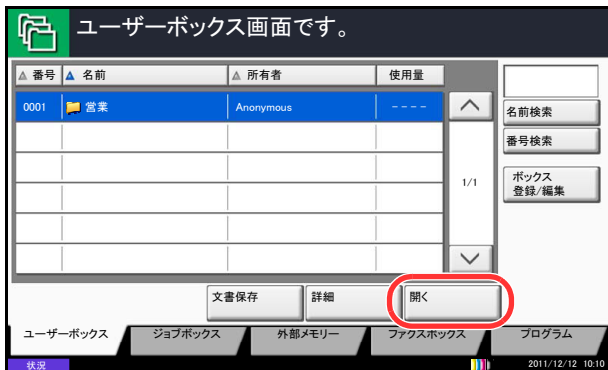 ユーザーボックス画面です。
番号 名前 所有者 使用量
0001 営業 Anonymous ----
名前検索
番号検索
1/1
ボックス
登録/編集
文書保存 詳細 開く
ユーザーボックス ジョブボックス 外部メモリー ファクスボックス プログラム
状況 2011/12/12 10:10